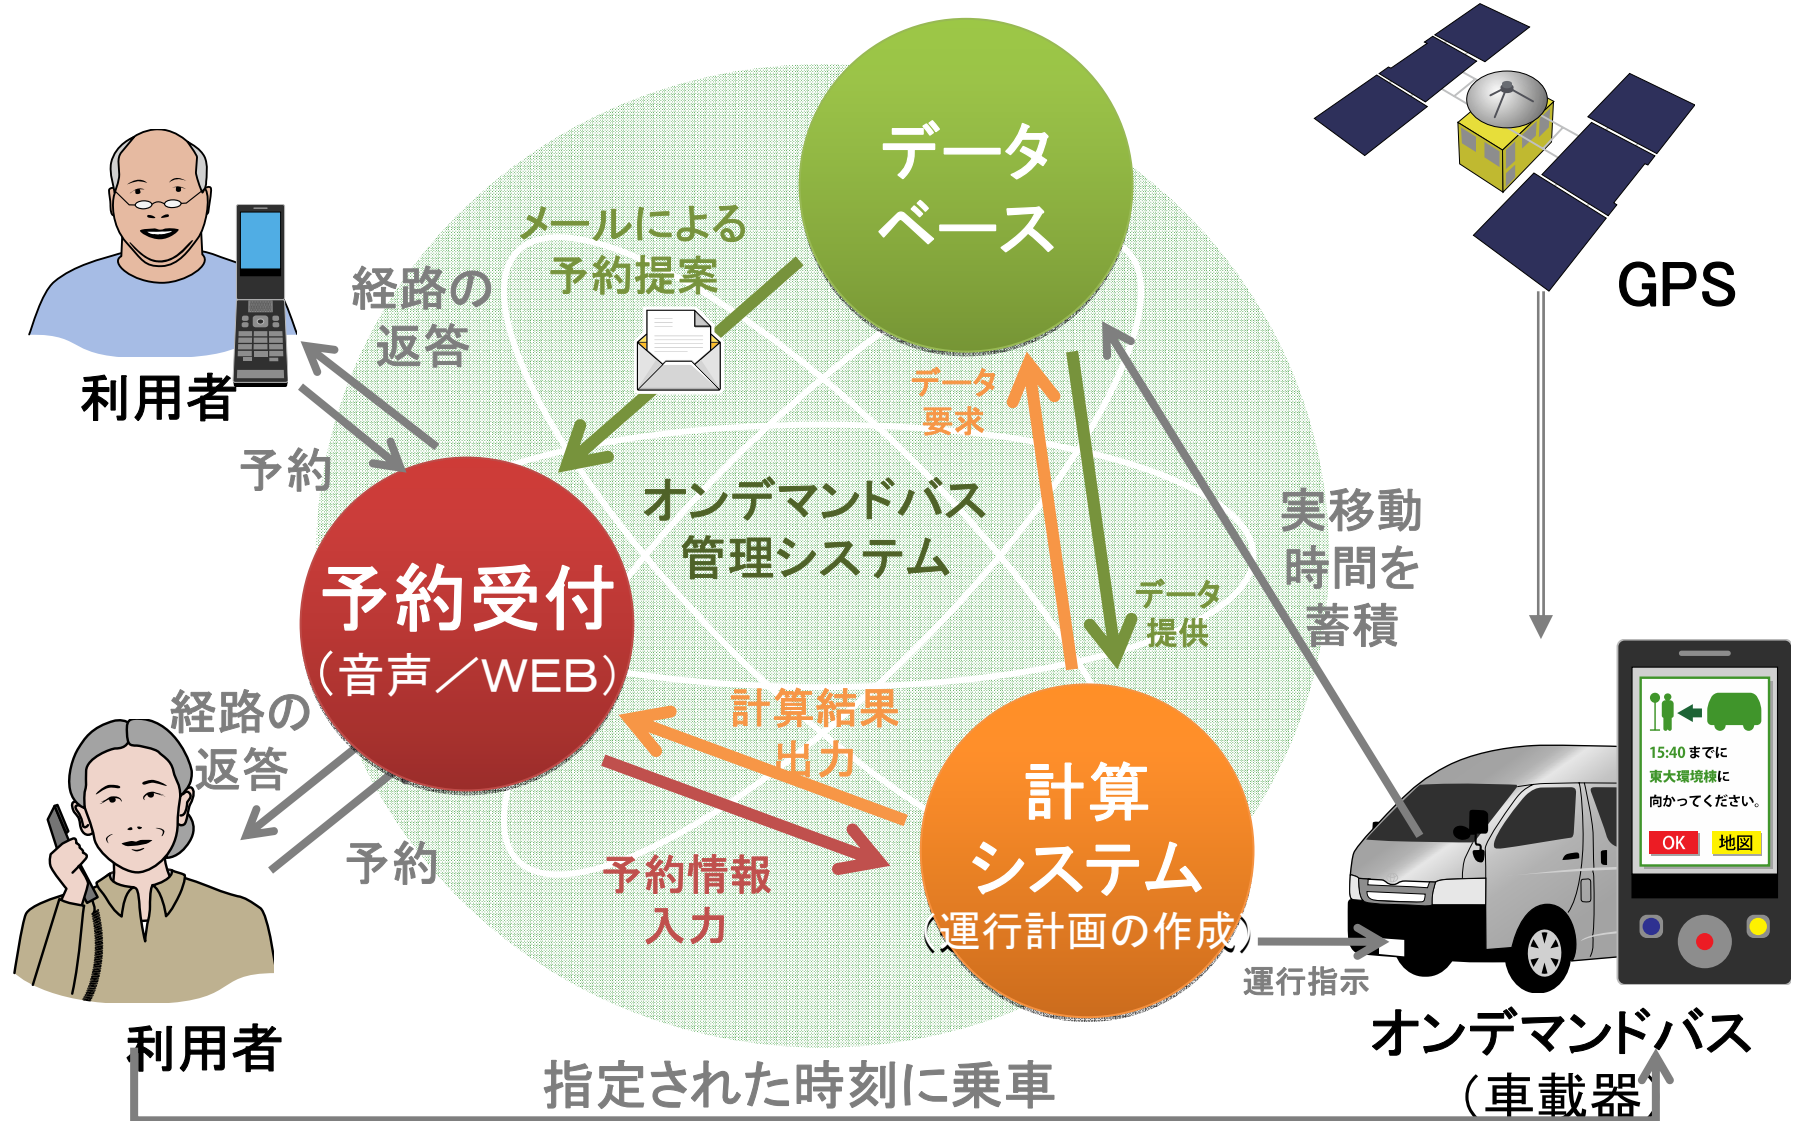 データ
ベース
メールによる
予約提案
GPS
経路の
返答
利用者
データ
要求
予約
オンデマンドバス
管理システム
実移動
時間を
蓄積
予約受付
（音声／WEB）
データ
提供
経路の
返答
計算結果
出力
15:40 までに
東大環境棟に
向かってください。
OK
地図
計算
システム
（運行計画の作成）
予約
予約情報
入力
運行指示
利用者
オンデマンドバス
（車載器）
指定された時刻に乗車